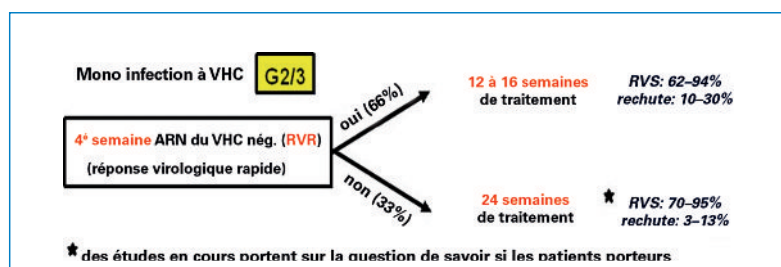 Mono infection à VHC G2/3
4e semaine ARN du VHC nég. (RVR)
(réponse virologique rapide)
oui (66%)
12 à 16 semaines
de traitement
RVS: 62–94%
rechute: 10–30%
non (33%)
24 semaines
de traitement
* RVS: 70–95%
rechute: 3–13%
* des études en cours portent sur la question de savoir si les patients porteurs